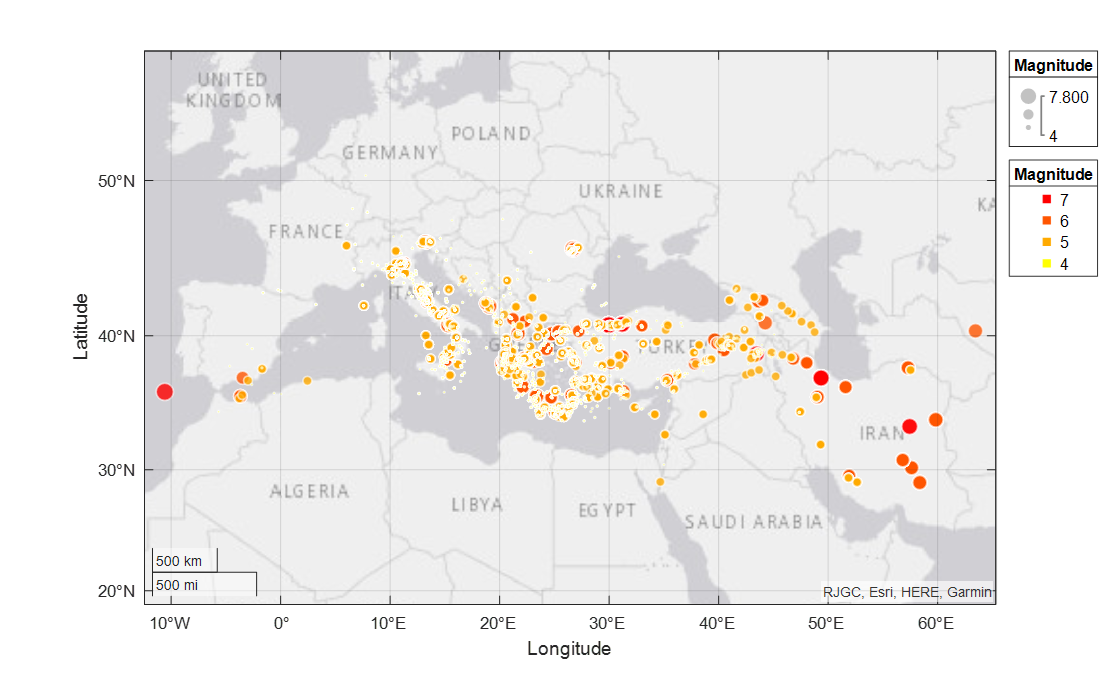 UNITED
KINGDOM
POLAND
GERMANY
UKRAINE
FRANCE
KA
ITA
G
TURKE
IRAN
ALGERIA
LIBYA
EGYPT
SAUDI ARABIA
50°N
40°N
30°N
20°N
Latitude
500 km
500 mi
RJGC, Esri, HERE, Garmin
10°W
0°
10°E
20°E
30°E
40°E
50°E
60°E
Longitude
Magnitude
7.800
4
Magnitude
7
6
5
4